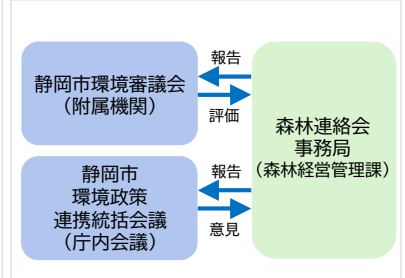 静岡市環境審議会
（附属機関）
報告
評価
静岡市
環境政策
連携統括会議
（庁内会議）
報告
意見
森林連絡会
事務局
（森林経営管理課）